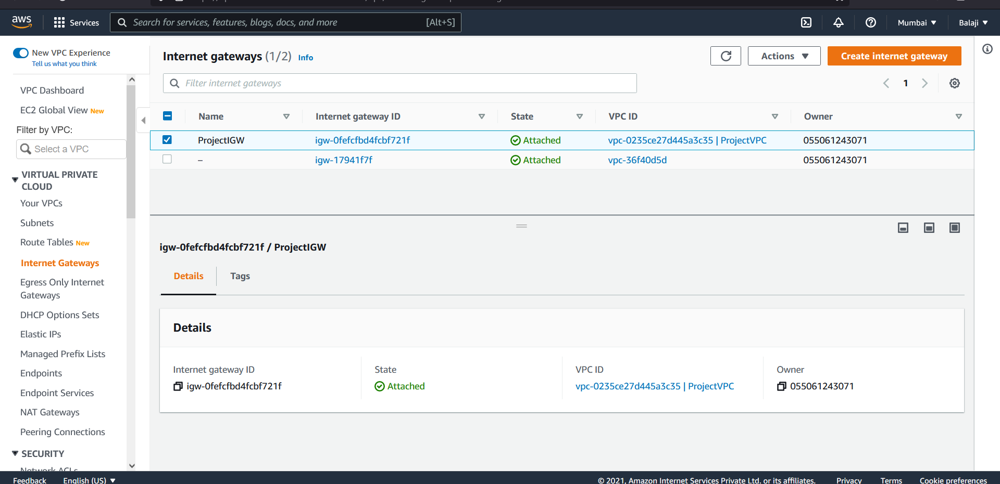 aws
Services
Search for services, features, blogs, docs, and more
[Alt+S]
Mumbai
Balaji
New VPC Experience
Tell us what you think
VPC Dashboard
EC2 Global View New
Filter by VPC:
Select a VPC
VIRTUAL PRIVATE
CLOUD
Your VPCs
Subnets
Route Tables New
Internet Gateways
Egress Only Internet
Gateways
DHCP Options Sets
Elastic IPs
Managed Prefix Lists
Endpoints
Endpoint Services
NAT Gateways
Peering Connections
SECURITY
Network ACLs
Internet gateways (1/2) Info
Actions
Create internet gateway
Filter internet gateways
1
Name Internet gateway ID State VPC ID Owner
ProjectIGW igw-0fefcfbd4fcbf721f Attached vpc-0235ce27d445a3c35 | ProjectVPC 055061243071
– igw-17941f7f Attached vpc-36f40d5d 055061243071
igw-0fefcfbd4fcbf721f / ProjectIGW
Details Tags
Details
Internet gateway ID State VPC ID Owner
igw-0fefcfbd4fcbf721f Attached vpc-0235ce27d445a3c35 | ProjectVPC 055061243071
Feedback English (US) © 2021, Amazon Internet Services Private Ltd. or its affiliates. Privacy Terms Cookie preferences